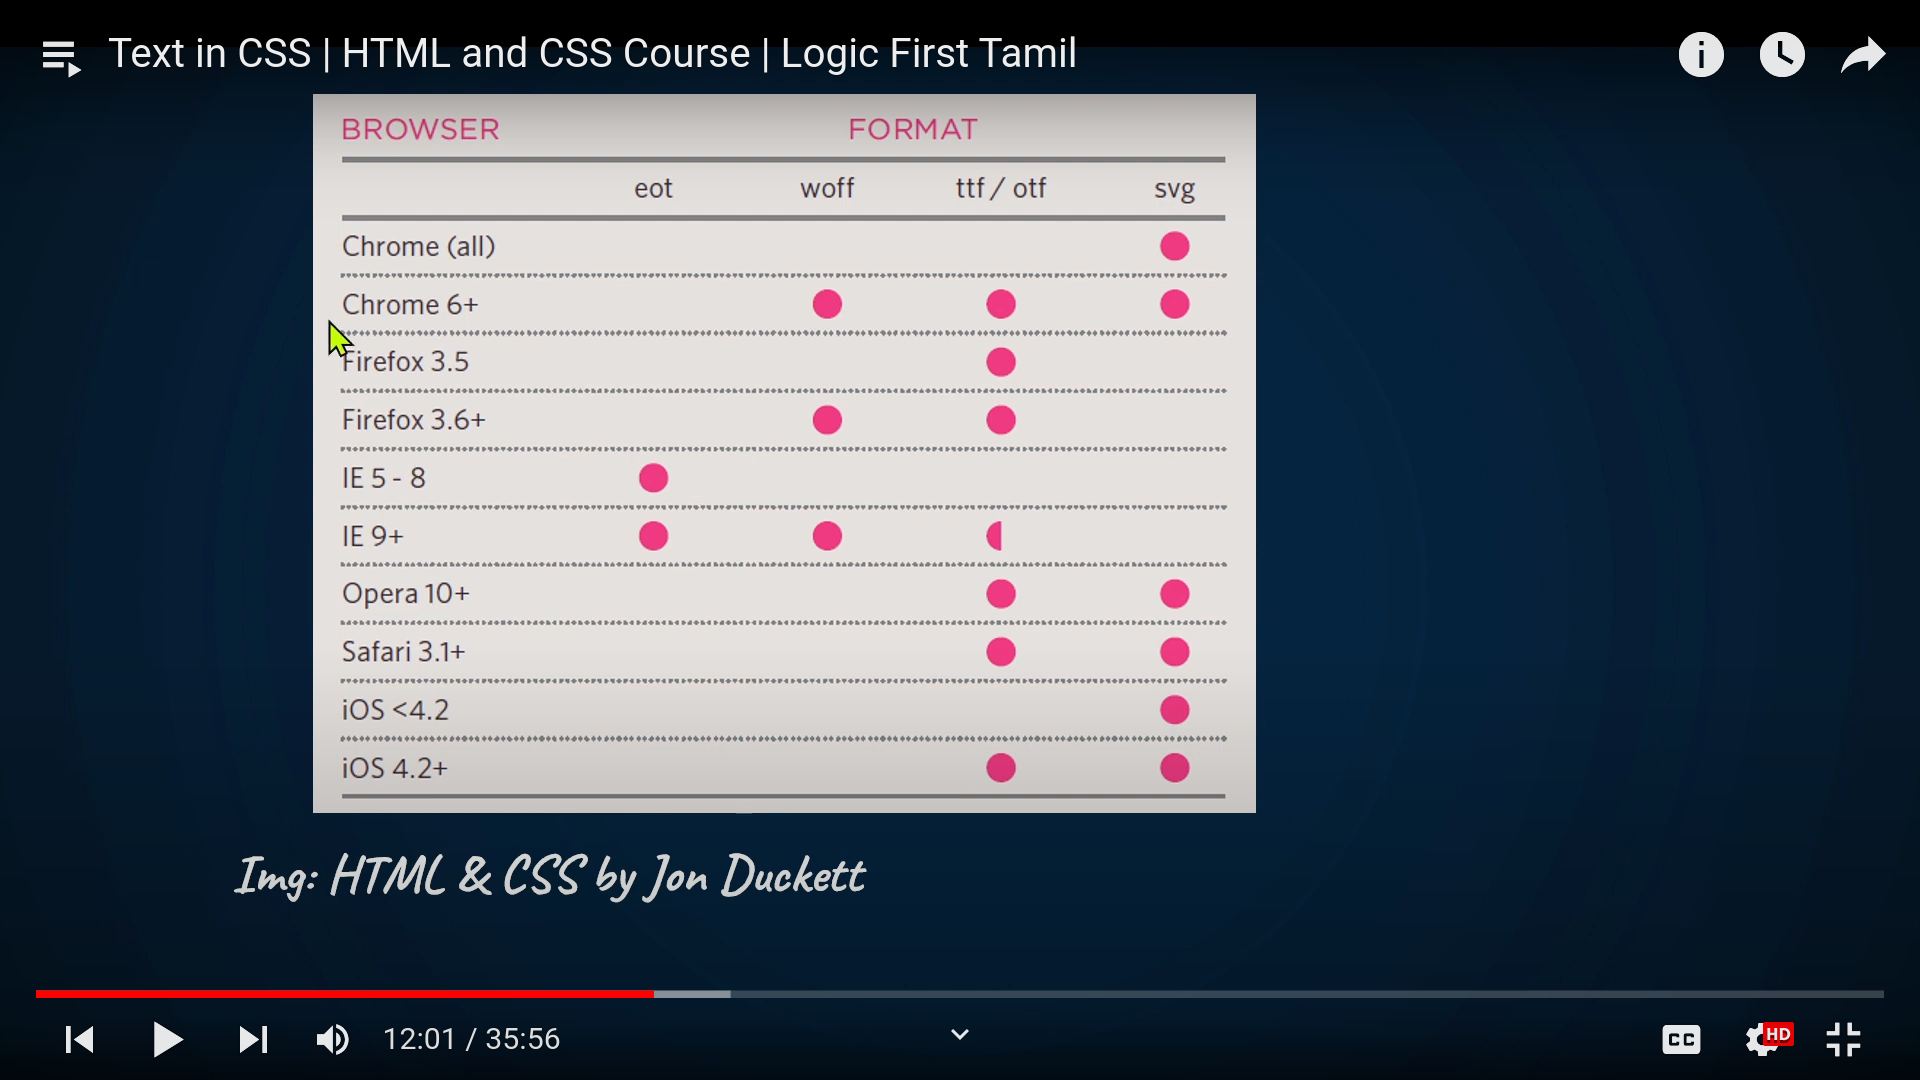 Text in CSS | HTML and CSS Course | Logic First Tamil
BROWSER FORMAT
eot woff ttf / otf svg
Chrome (all)
Chrome 6+
Firefox 3.5
Firefox 3.6+
IE 5 - 8
IE 9+
Opera 10+
Safari 3.1+
iOS <4.2
iOS 4.2+
Img: HTML & CSS by Jon Duckett
12:01 / 35:56
CC
HD